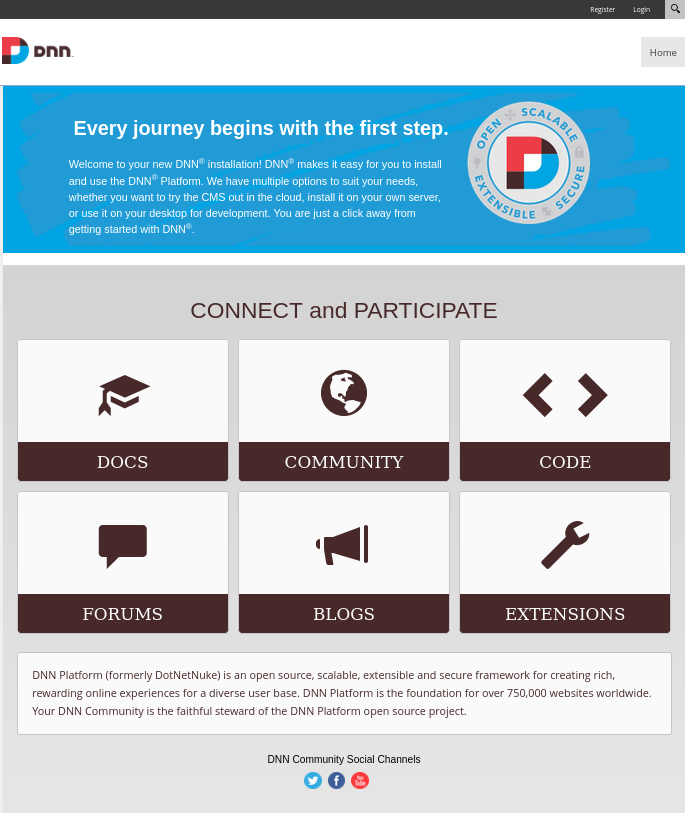 Register Login
DNN
Home
Every journey begins with the first step.
Welcome to your new DNN® installation! DNN® makes it easy for you to install
and use the DNN® Platform. We have multiple options to suit your needs,
whether you want to try the CMS out in the cloud, install it on your own server,
or use it on your desktop for development. You are just a click away from
getting started with DNN®.
OPEN SCALABLE
EXTENSIBLE SECURE
CONNECT and PARTICIPATE
DOCS COMMUNITY CODE
FORUMS BLOGS EXTENSIONS
DNN Platform (formerly DotNetNuke) is an open source, scalable, extensible and secure framework for creating rich,
rewarding online experiences for a diverse user base. DNN Platform is the foundation for over 750,000 websites worldwide.
Your DNN Community is the faithful steward of the DNN Platform open source project.
DNN Community Social Channels
You Tube